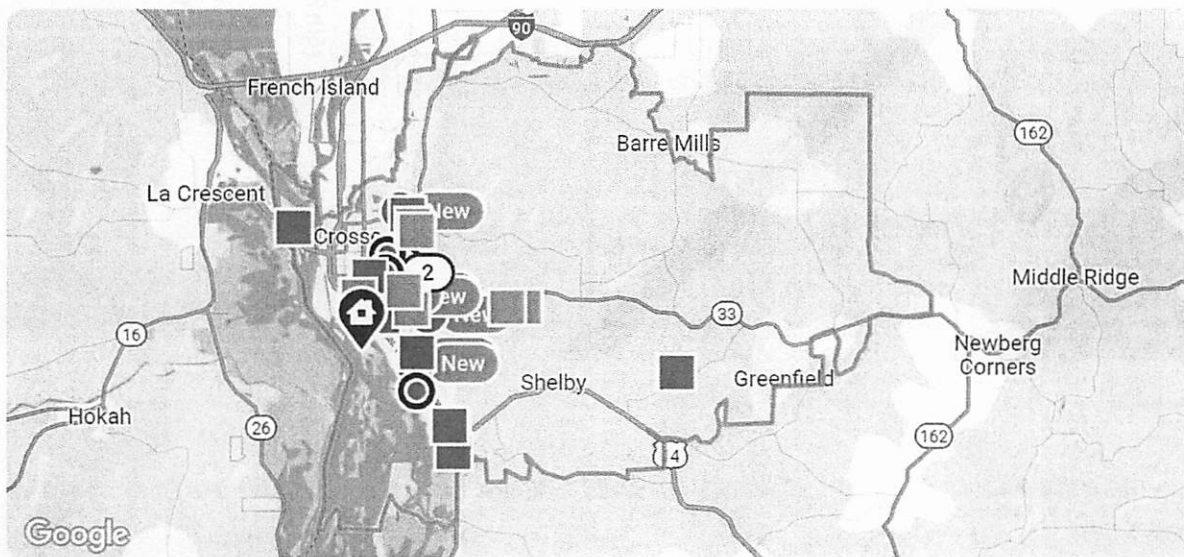 90
French Island
Barre Mills
162
La Crescent
New
Crosse
2
Middle Ridge
New
New
33
16
Newberg
Corners
New
Shelby
Greenfield
Hokah
26
162
Google